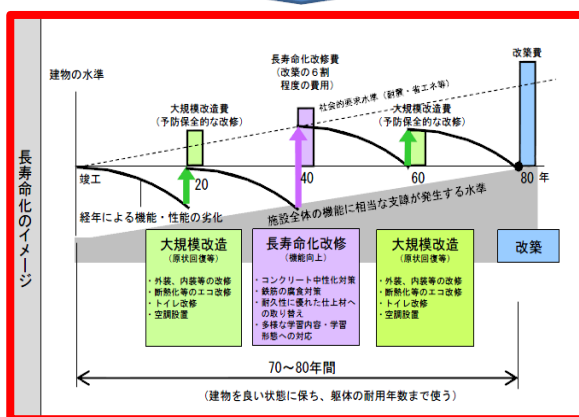 長寿命化のイメージ
建物の水準
長寿命化改修費
(改築の6割
程度の費用)
改築費
大規模改造費
(予防保全的な改修)
社会的要求水準(耐震・省エネ等)
大規模改造費
(予防保全的な改修)
竣工
20
40
60
80 年
経年による機能・性能の劣化
施設全体の機能に相当な支障が発生する水準
大規模改造
(原状回復等)
・外装、内装等の改修
・断熱化等のエコ改修
・トイレ改修
・空調設置
長寿命化改修
(機能向上)
・コンクリート中性化対策
・鉄筋の腐食対策
・耐久性に優れた仕上材へ
の取り替え
・多様な学習内容・学習
形態への対応
大規模改造
(原状回復等)
・外装、内装等の改修
・断熱化等のエコ改修
・トイレ改修
・空調設置
改築
70~80年間
(建物を良い状態に保ち、躯体の耐用年数まで使う)